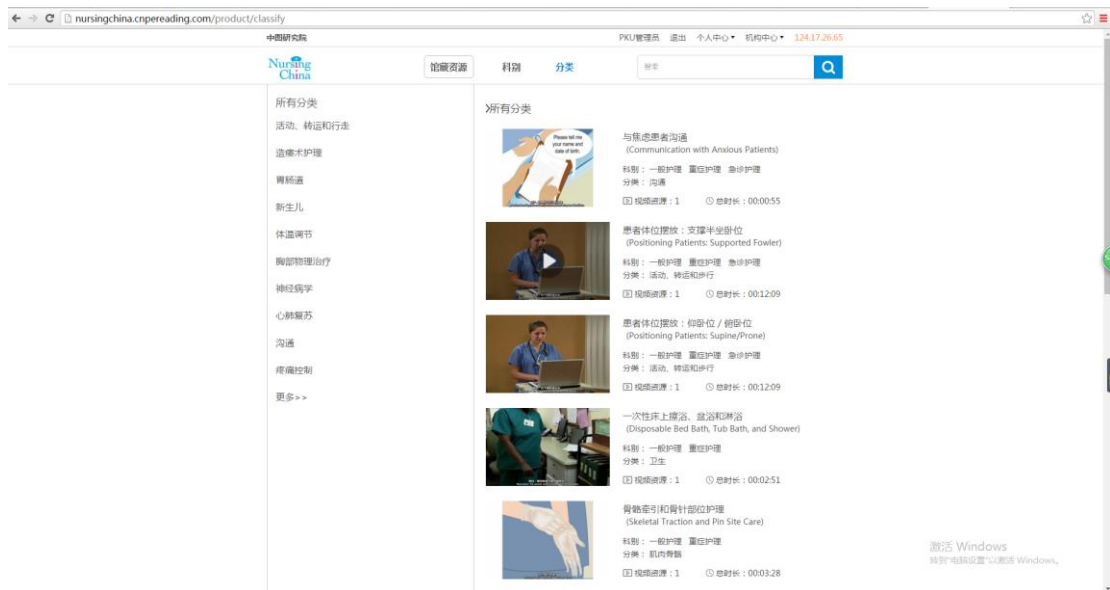 nursingchina.cnpereading.com/product/classify
中图研究院
PKU管理员 退出 个人中心▼ 机构中心▼ 124.17.26.65
Nursing
China
馆藏资源 科别 分类 搜索
所有分类
活动、转运和行走
造瘘术护理
胃肠道
新生儿
体温调节
胸部物理治疗
神经病学
心肺复苏
沟通
疼痛控制
更多>>
所有分类
Please tell me
your name and
date of birth.
与焦虑患者沟通
(Communication with Anxious Patients)
科别： 一般护理 重症护理 急诊护理
分类： 沟通
视频资源：1 总时长：00:00:55
患者体位摆放：支撑半坐卧位
(Positioning Patients: Supported Fowler)
科别： 一般护理 重症护理 急诊护理
分类： 活动、转运和步行
视频资源：1 总时长：00:12:09
患者体位摆放：仰卧位 / 俯卧位
(Positioning Patients: Supine/Prone)
科别： 一般护理 重症护理 急诊护理
分类： 活动、转运和步行
视频资源：1 总时长：00:12:09
一次性床上擦浴、盆浴和淋浴
(Disposable Bed Bath, Tub Bath, and Shower)
科别： 一般护理 重症护理
分类： 卫生
视频资源：1 总时长：00:02:51
骨骼牵引和骨针部位护理
(Skeletal Traction and Pin Site Care)
科别： 一般护理 重症护理
分类： 肌肉骨骼
视频资源：1 总时长：00:03:28
激活 Windows
转到"电脑设置"以激活 Windows。